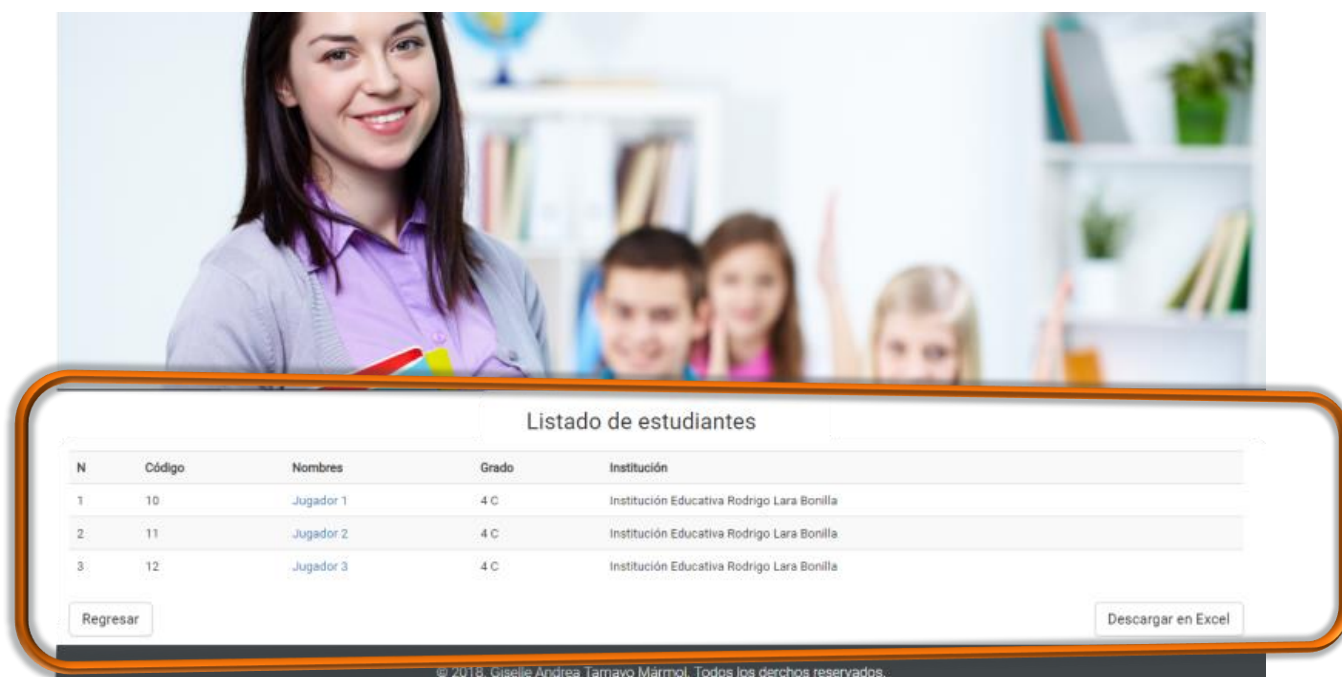 Listado de estudiantes
N Código Nombres Grado Institución
1 10 Jugador 1 4 C Institución Educativa Rodrigo Lara Bonilla
2 11 Jugador 2 4 C Institución Educativa Rodrigo Lara Bonilla
3 12 Jugador 3 4 C Institución Educativa Rodrigo Lara Bonilla
Regresar Descargar en Excel
© 2018. Giselle Andrea Tamayo Mármol. Todos los derchos reservados.